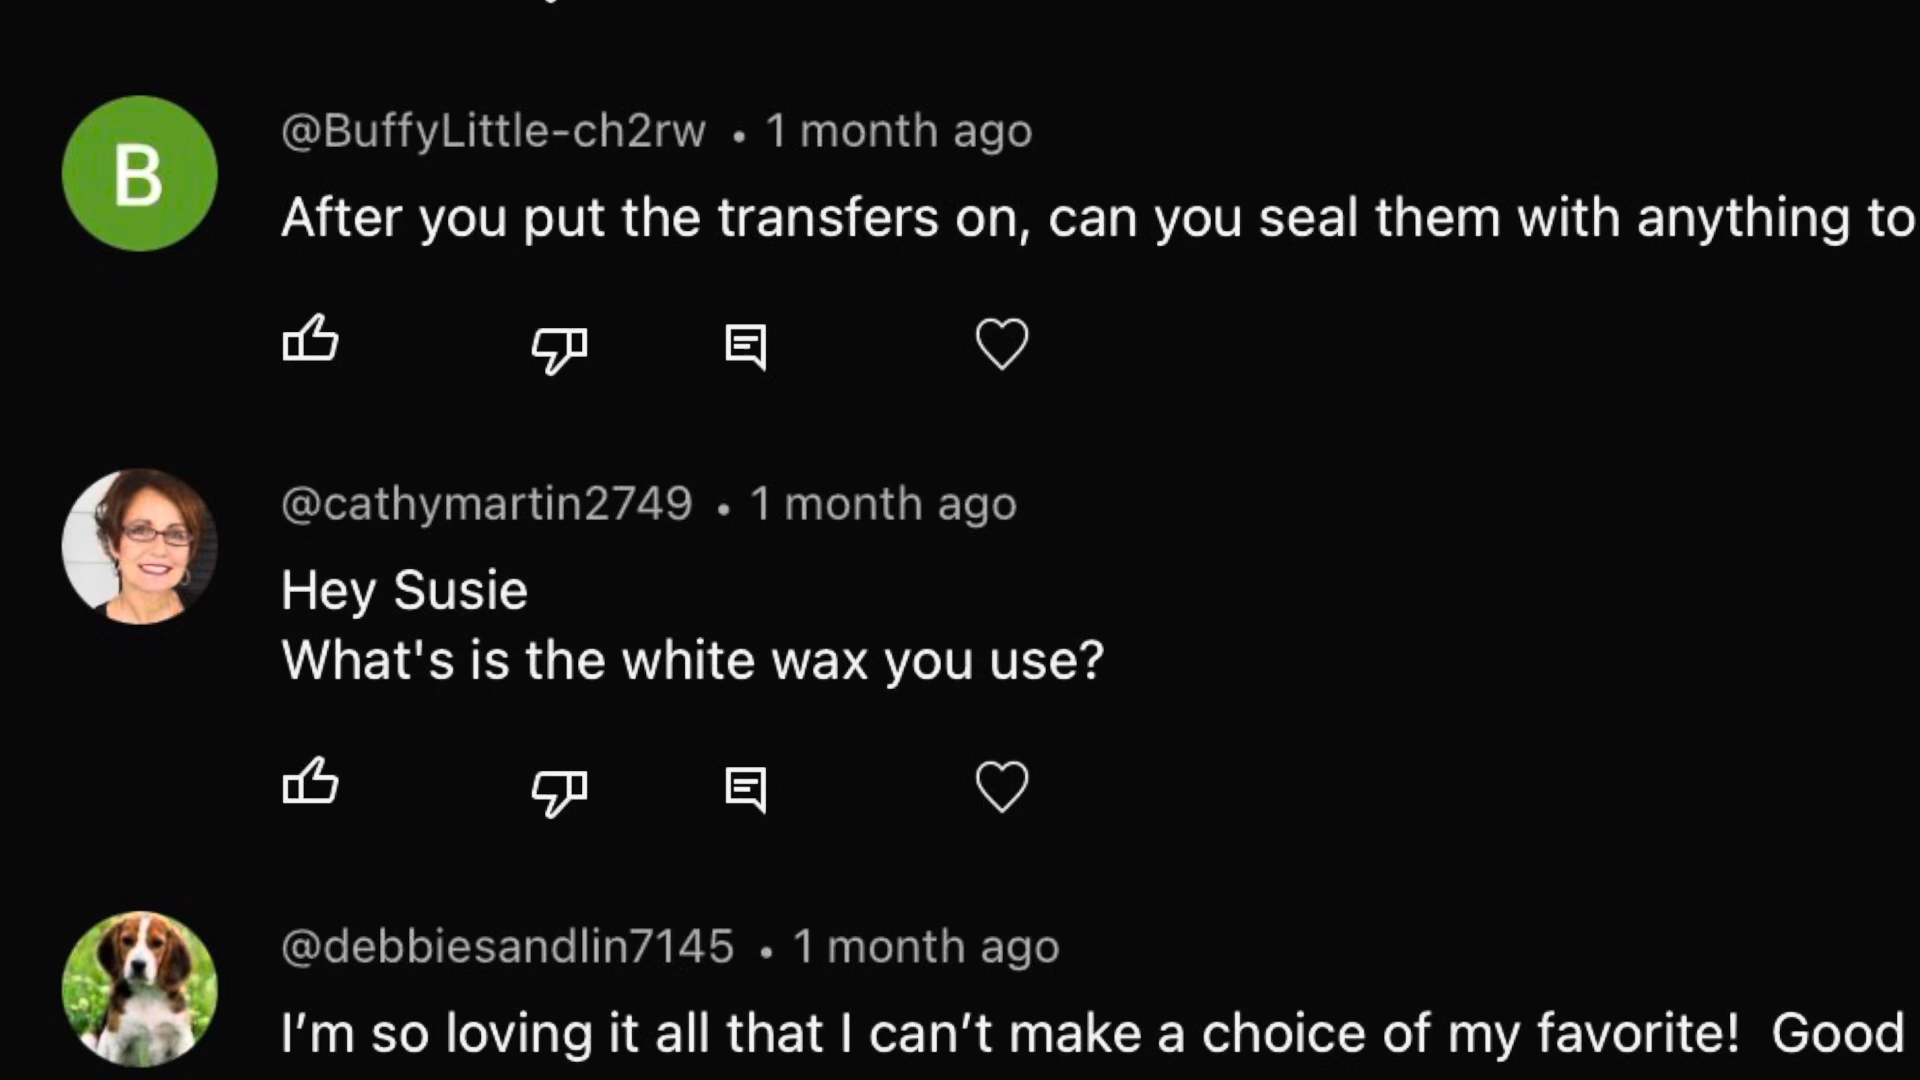 B
@BuffyLittle-ch2rw • 1 month ago
After you put the transfers on, can you seal them with anything to
@cathymartin2749 • 1 month ago
Hey Susie
What's is the white wax you use?
@debbiesandlin7145 • 1 month ago
I’m so loving it all that I can’t make a choice of my favorite!  Good